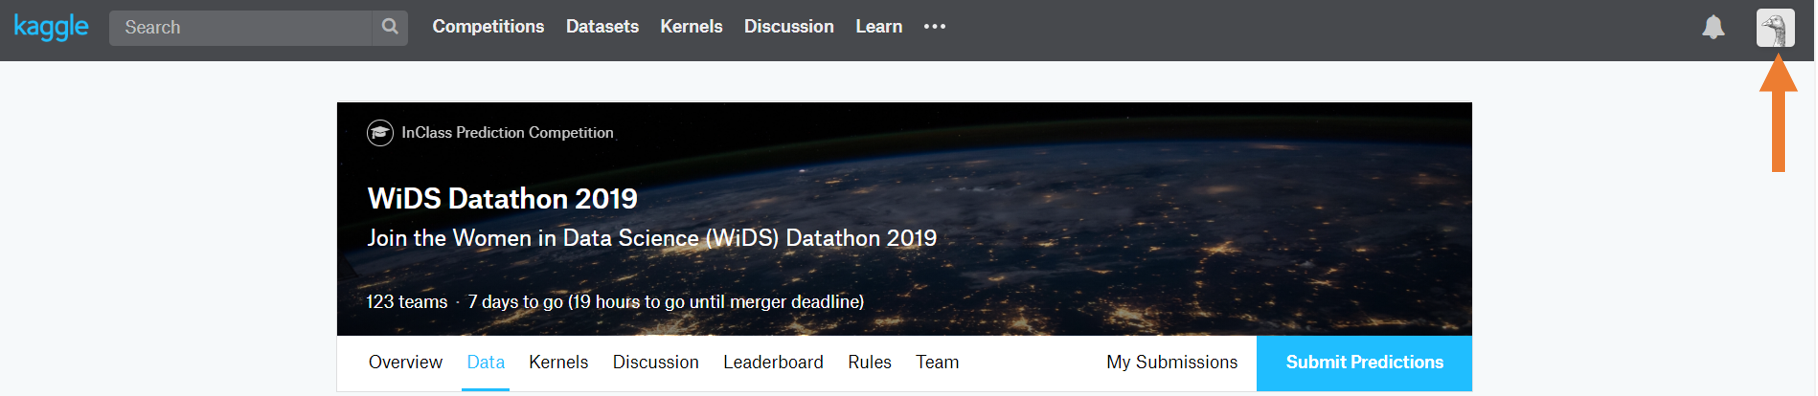 kaggle Search Competitions Datasets Kernels Discussion Learn •••
InClass Prediction Competition
WiDS Datathon 2019
Join the Women in Data Science (WiDS) Datathon 2019
123 teams · 7 days to go (19 hours to go until merger deadline)
Overview Data Kernels Discussion Leaderboard Rules Team My Submissions Submit Predictions